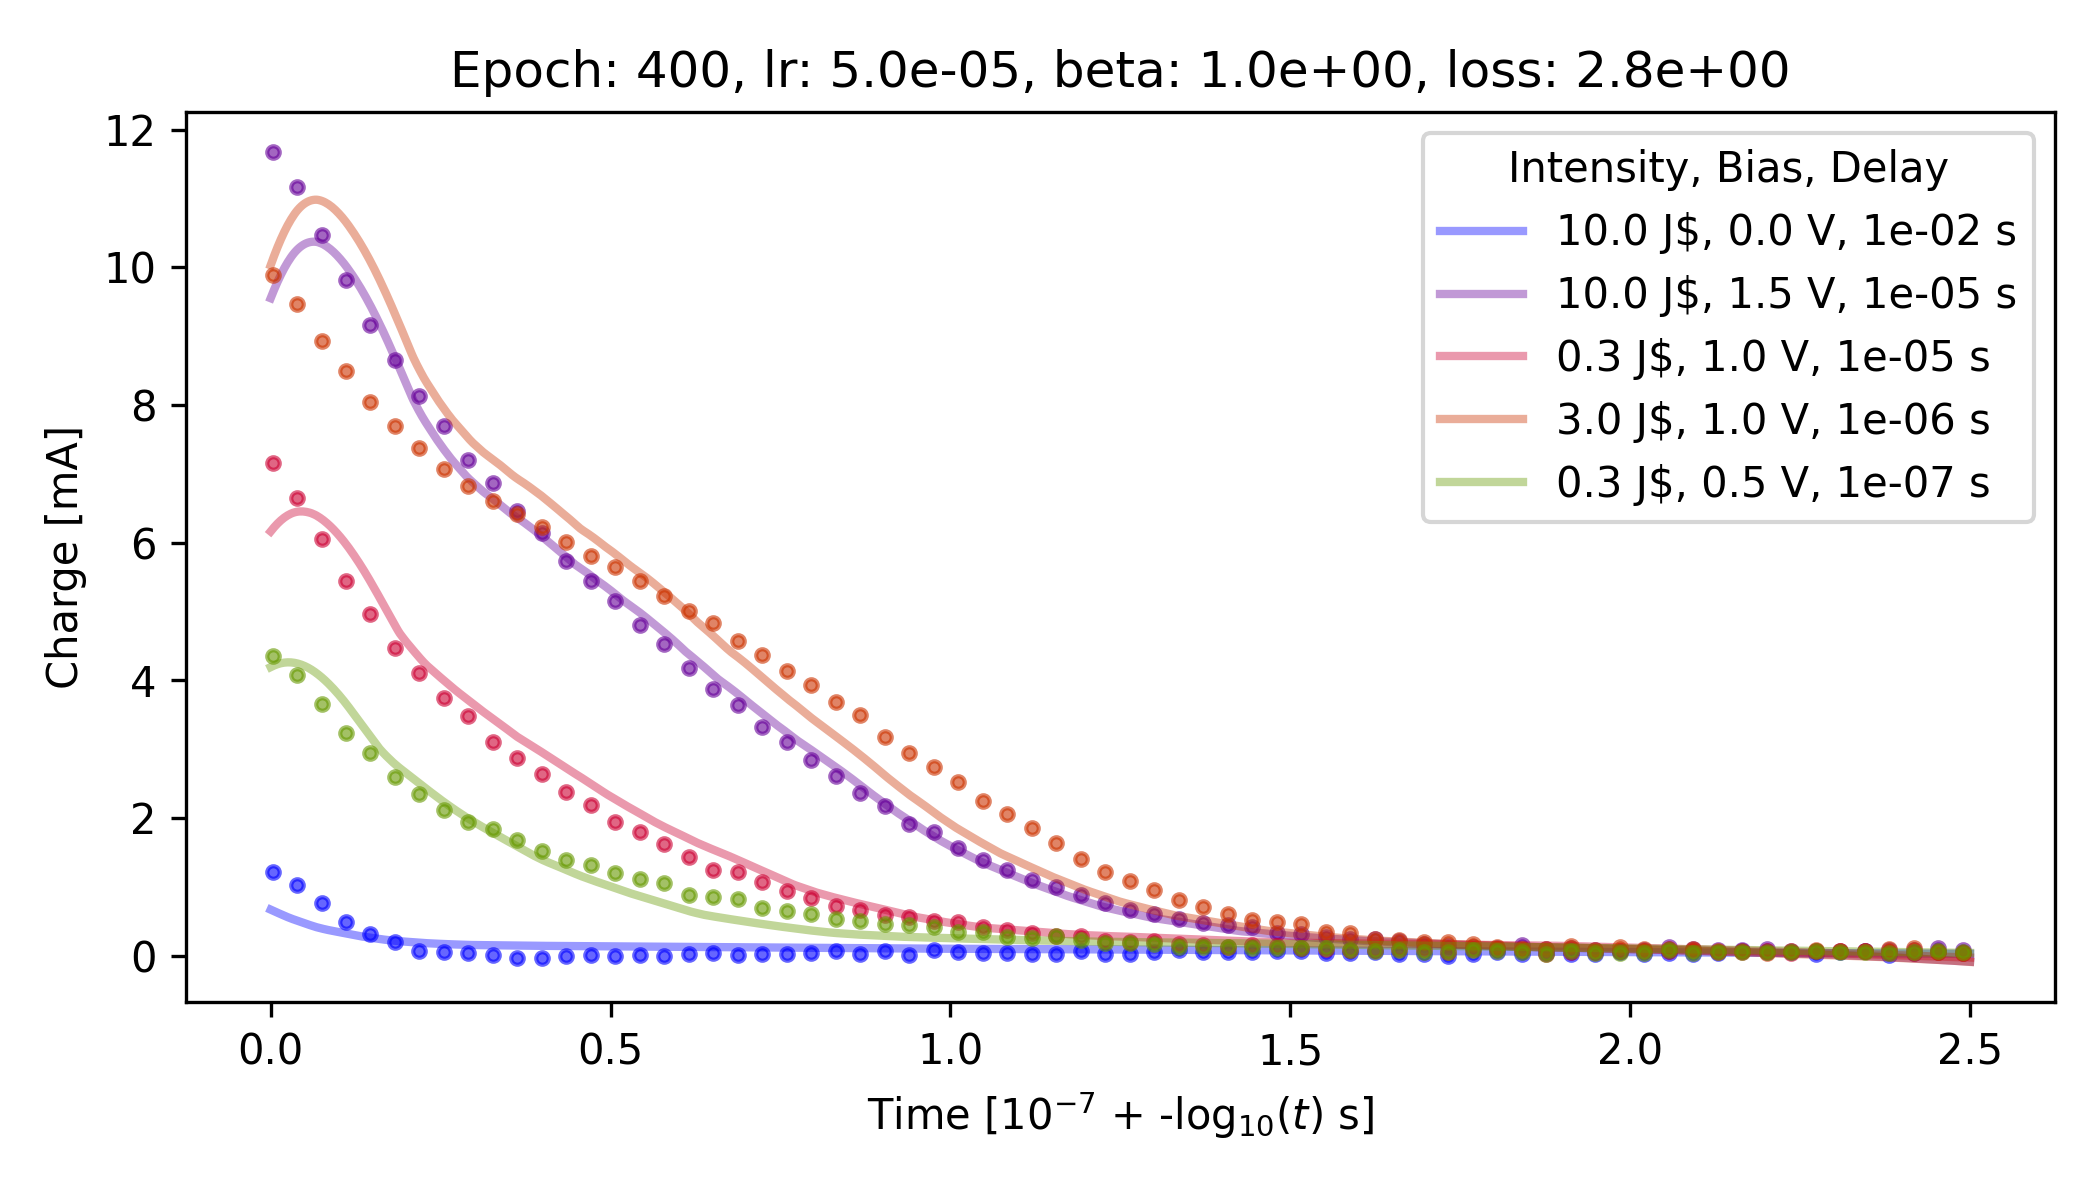 Epoch: 400, lr: 5.0e-05, beta: 1.0e+00, loss: 2.8e+00
Charge [mA]
12
10
8
6
4
2
0
Intensity, Bias, Delay
10.0 J$, 0.0 V, 1e-02 s
10.0 J$, 1.5 V, 1e-05 s
0.3 J$, 1.0 V, 1e-05 s
3.0 J$, 1.0 V, 1e-06 s
0.3 J$, 0.5 V, 1e-07 s
0.0 0.5 1.0 1.5 2.0 2.5
Time [10⁻⁷ + -log₁₀(t) s]